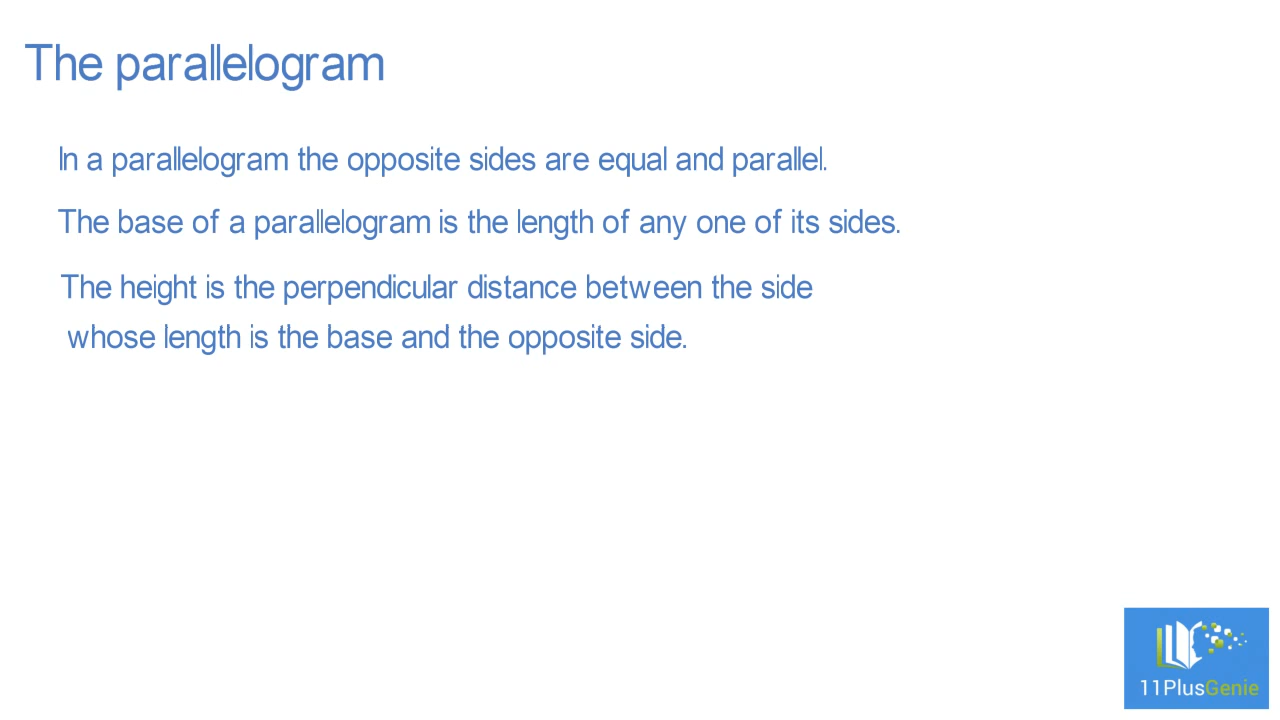 The parallelogram
In a parallelogram the opposite sides are equal and parallel.
The base of a parallelogram is the length of any one of its sides.
The height is the perpendicular distance between the side
whose length is the base and the opposite side.
11PlusGenie